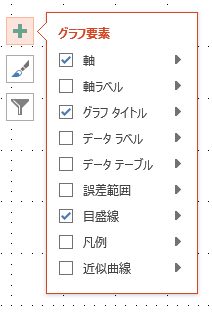 グラフ要素
軸
軸ラベル
グラフ タイトル
データ ラベル
データ テーブル
誤差範囲
目盛線
凡例
近似曲線